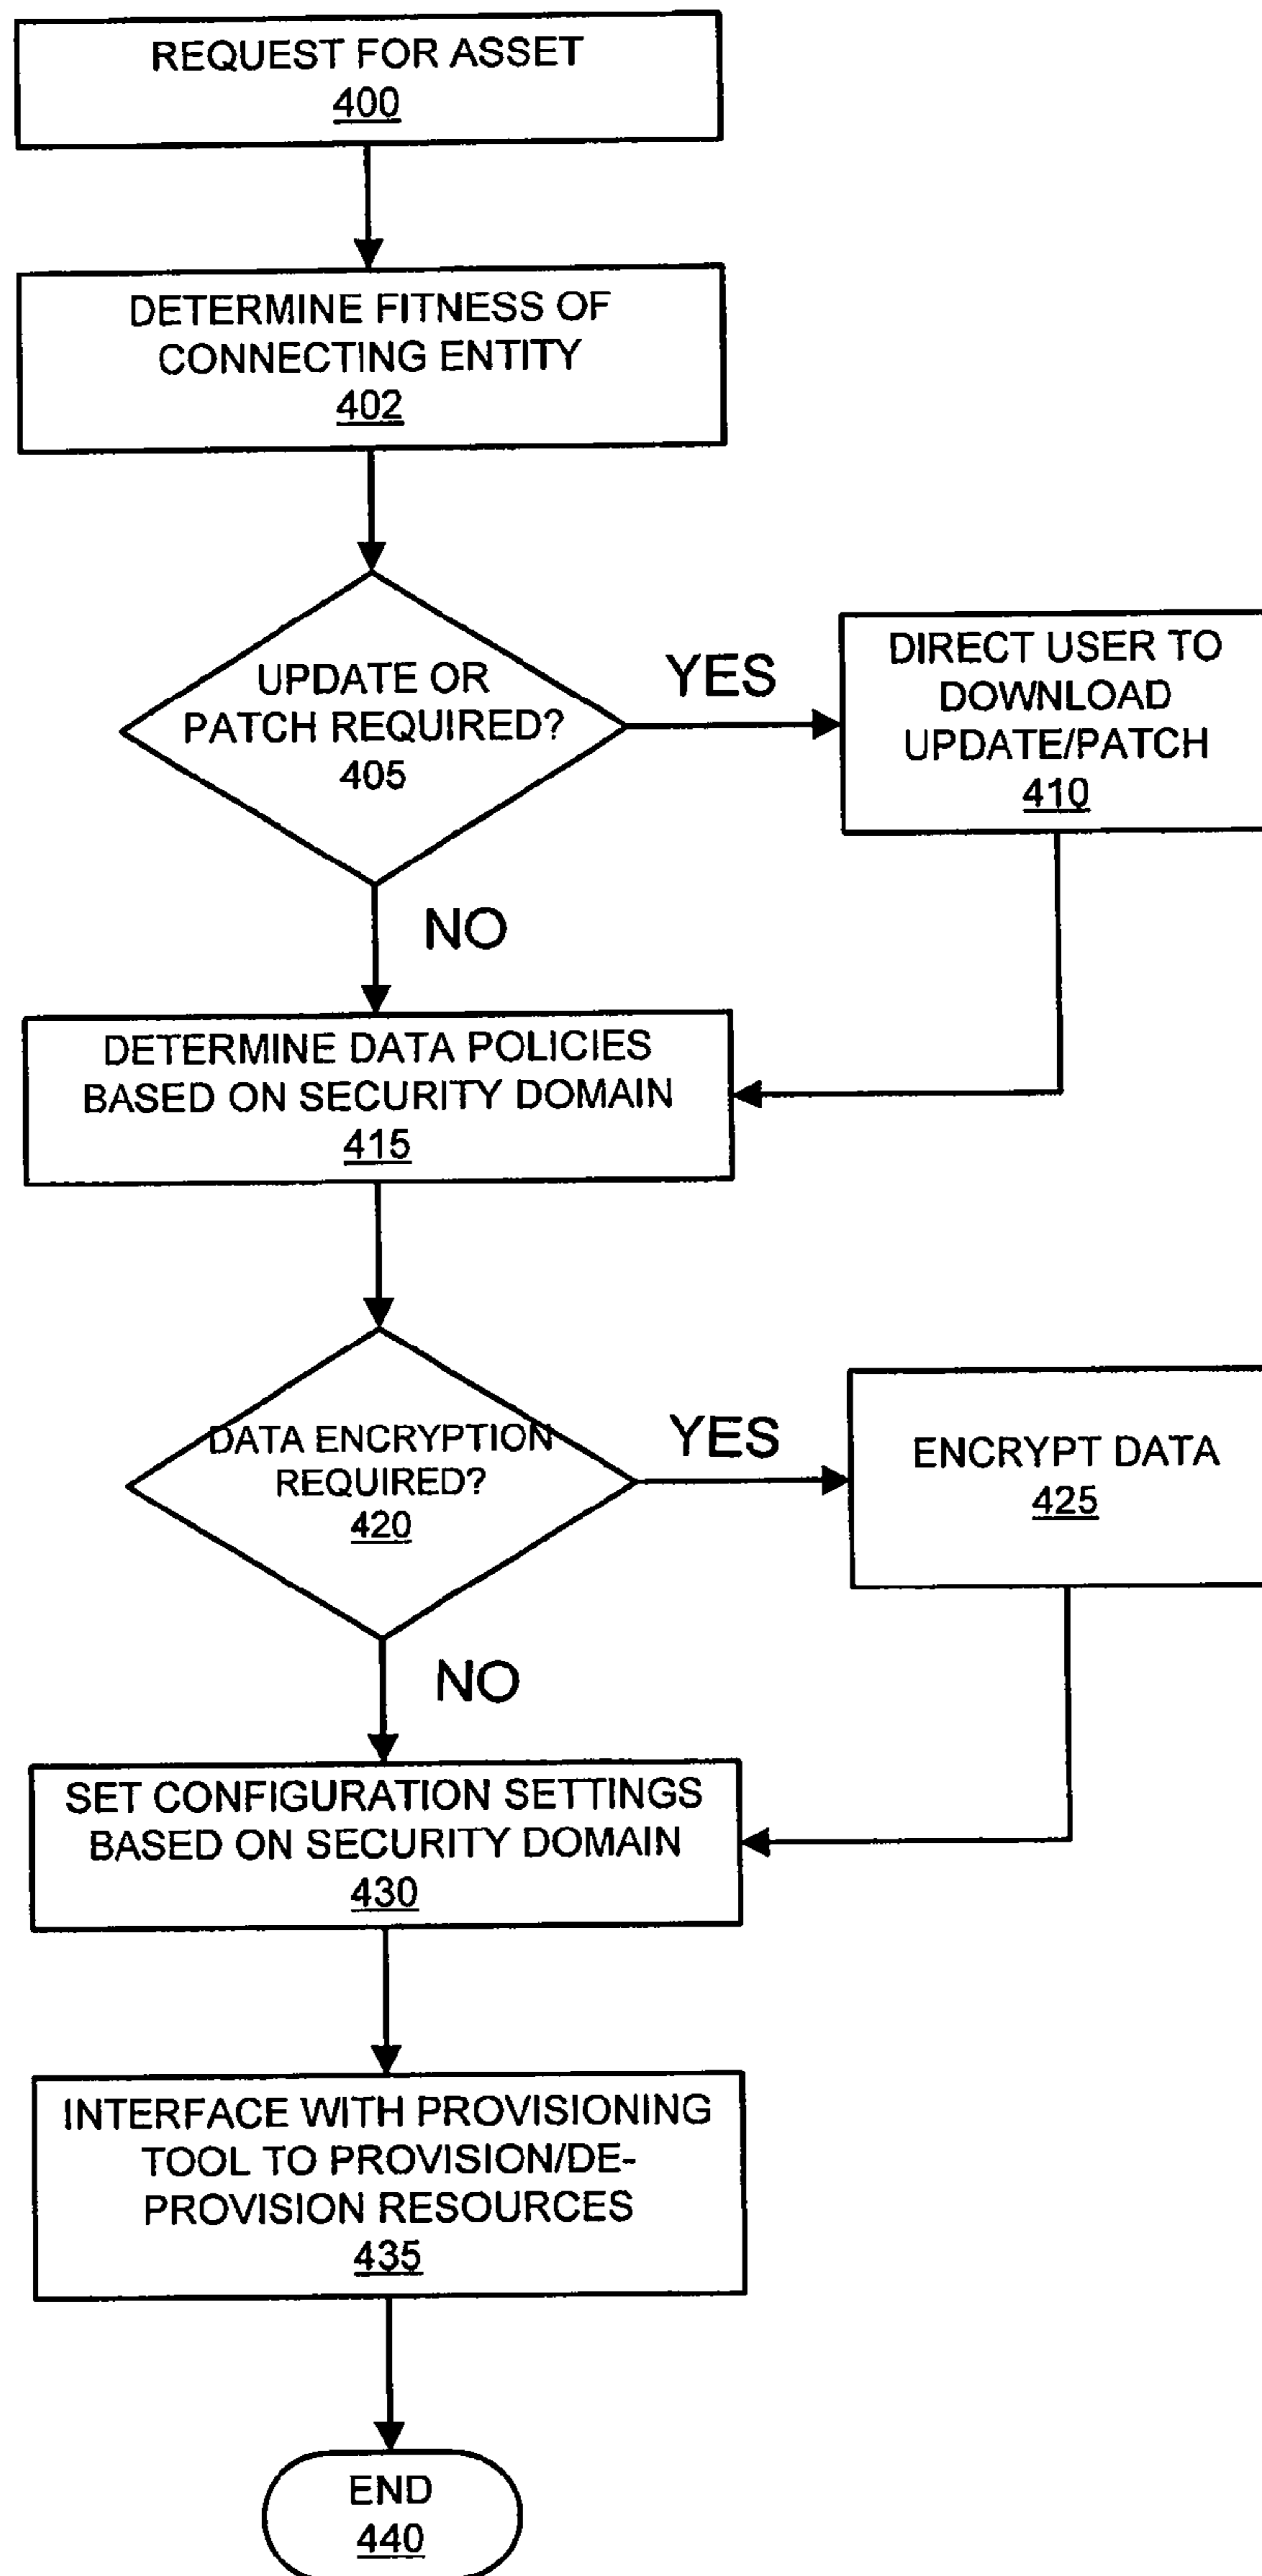 REQUEST FOR ASSET
400
DETERMINE FITNESS OF
CONNECTING ENTITY
402
UPDATE OR
PATCH REQUIRED?
405
YES
DIRECT USER TO
DOWNLOAD
UPDATE/PATCH
410
NO
DETERMINE DATA POLICIES
BASED ON SECURITY DOMAIN
415
DATA ENCRYPTION
REQUIRED?
420
YES
ENCRYPT DATA
425
NO
SET CONFIGURATION SETTINGS
BASED ON SECURITY DOMAIN
430
INTERFACE WITH PROVISIONING
TOOL TO PROVISION/DE-
PROVISION RESOURCES
435
END
440